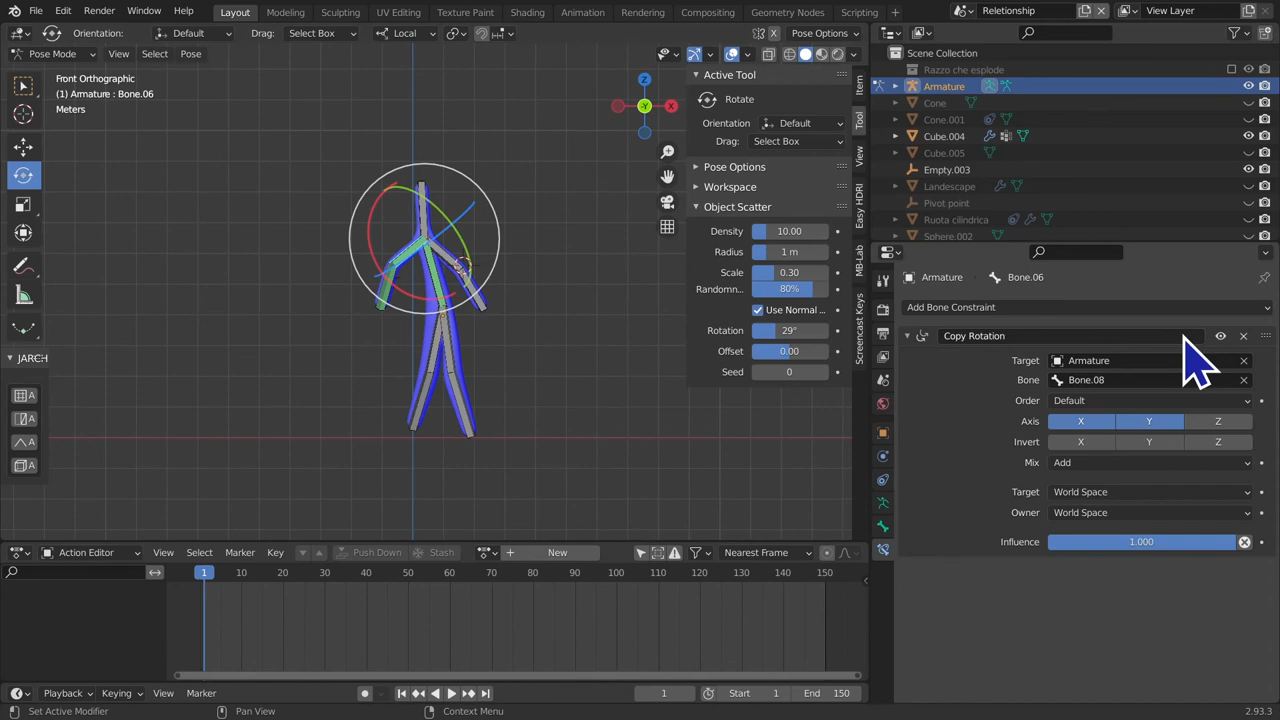 File Edit Render Window Help Layout Modeling Sculpting UV Editing Texture Paint Shading Animation Rendering Compositing Geometry Nodes Scripting + Relationship View Layer
Orientation: Default Drag: Select Box Local Pose Options
Pose Mode View Select Pose
Front Orthographic
(1) Armature : Bone.06
Meters
Z
-Y
X
JARCH
A
A
A
A
Active Tool
Rotate
Orientation Default
Drag: Select Box
Pose Options
Workspace
Object Scatter
Density 10.00
Radius 1 m
Scale 0.30
Randomn... 80%
Use Normal ...
Rotation 29°
Offset 0.00
Seed 0
Item
Tool
View
Easy HDRI
MB-Lab
Screencast Keys
Scene Collection
Razzo che esplode
Armature
Cone
Cone.001
Cube.004
Cube.005
Empty.003
Landscape
Pivot point
Ruota cilindrica
Sphere.002
Armature Bone.06
Add Bone Constraint
Copy Rotation
Target Armature
Bone Bone.08
Order Default
Axis X Y Z
Invert X Y Z
Mix Add
Target World Space
Owner World Space
Influence 1.000
Action Editor View Select Marker Key Push Down Stash + New Nearest Frame
1 10 20 30 40 50 60 70 80 90 100 110 120 130 140 150
Playback Keying View Marker 1 Start 1 End 150
Set Active Modifier Pan View Context Menu 2.93.3